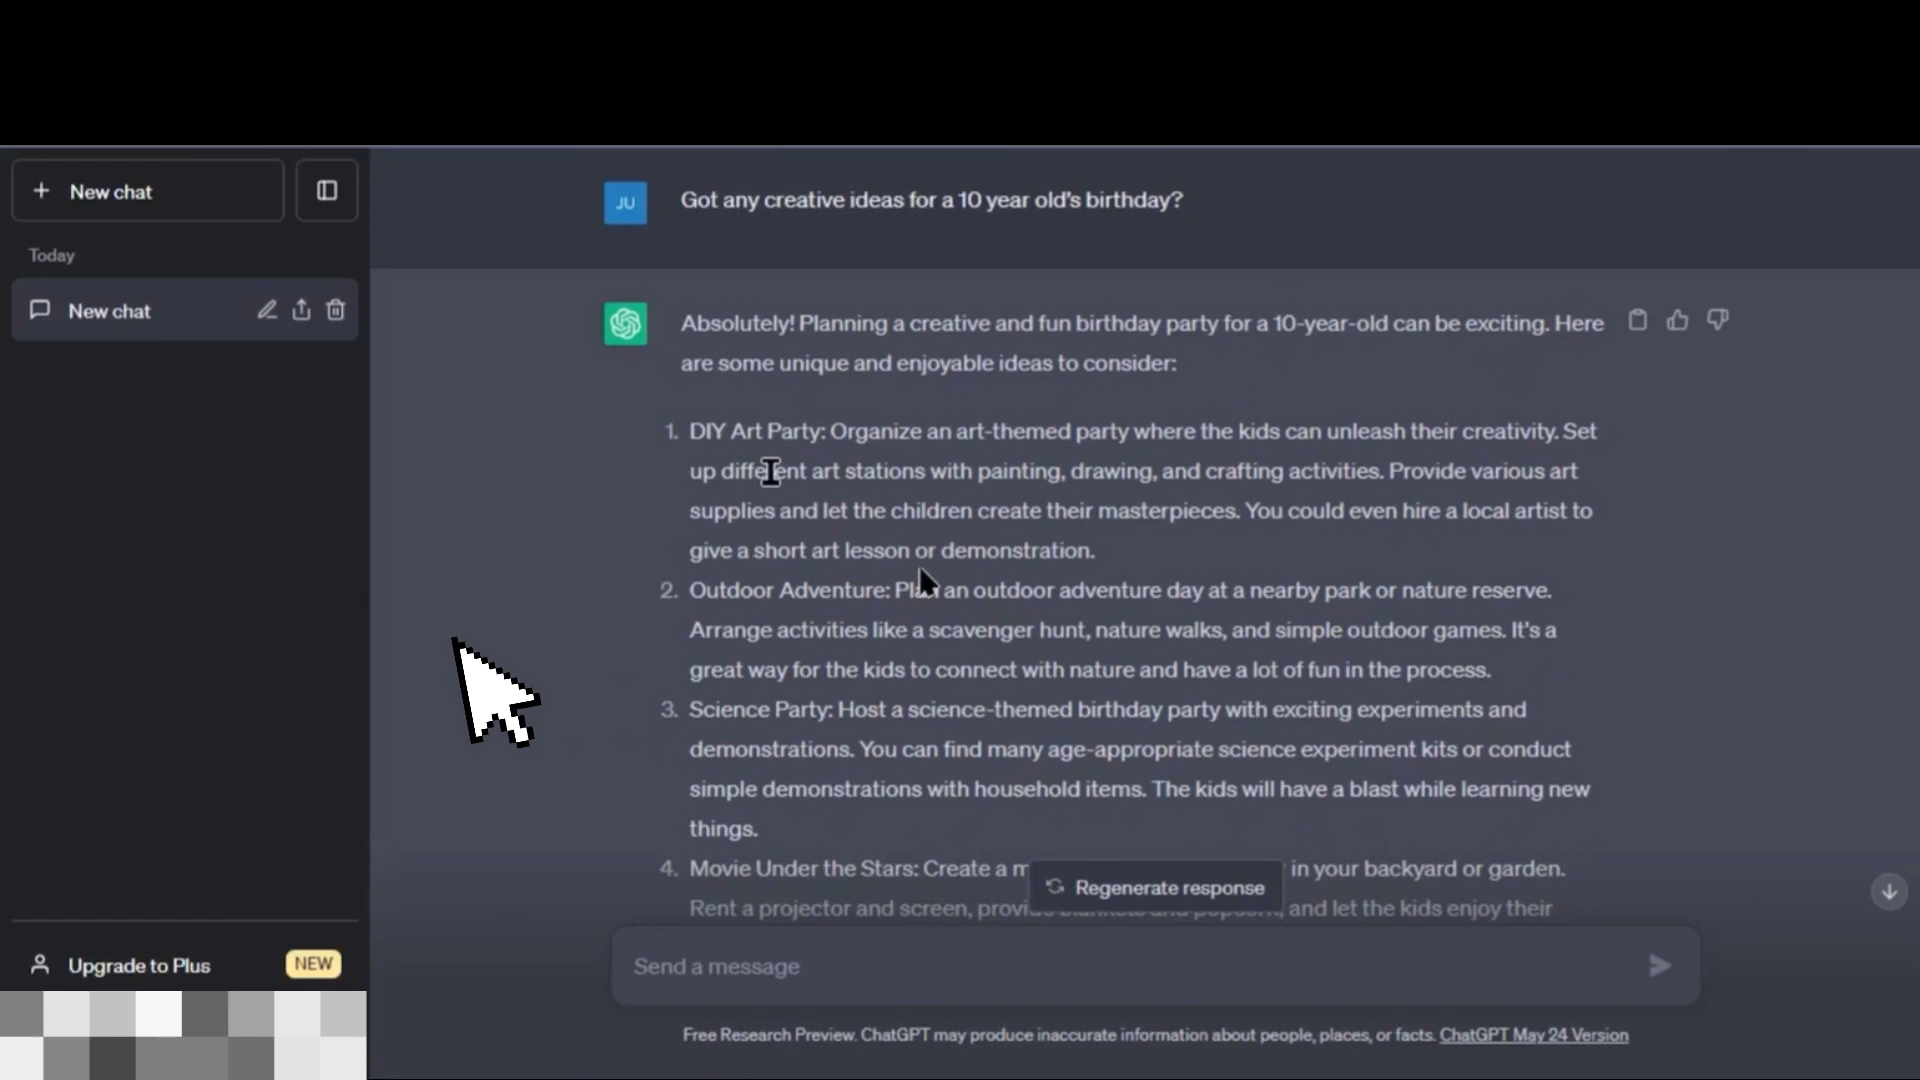 New chat
Today
New chat
Upgrade to Plus NEW
JU Got any creative ideas for a 10 year old's birthday?
Absolutely! Planning a creative and fun birthday party for a 10-year-old can be exciting. Here
are some unique and enjoyable ideas to consider:
1. DIY Art Party: Organize an art-themed party where the kids can unleash their creativity. Set
up different art stations with painting, drawing, and crafting activities. Provide various art
supplies and let the children create their masterpieces. You could even hire a local artist to
give a short art lesson or demonstration.
2. Outdoor Adventure: Plan an outdoor adventure day at a nearby park or nature reserve.
Arrange activities like a scavenger hunt, nature walks, and simple outdoor games. It's a
great way for the kids to connect with nature and have a lot of fun in the process.
3. Science Party: Host a science-themed birthday party with exciting experiments and
demonstrations. You can find many age-appropriate science experiment kits or conduct
simple demonstrations with household items. The kids will have a blast while learning new
things.
4. Movie Under the Stars: Create a in your backyard or garden.
Regenerate response
Rent a projector and screen, and let the kids enjoy their
Send a message
Free Research Preview. ChatGPT may produce inaccurate information about people, places, or facts. ChatGPT May 24 Version